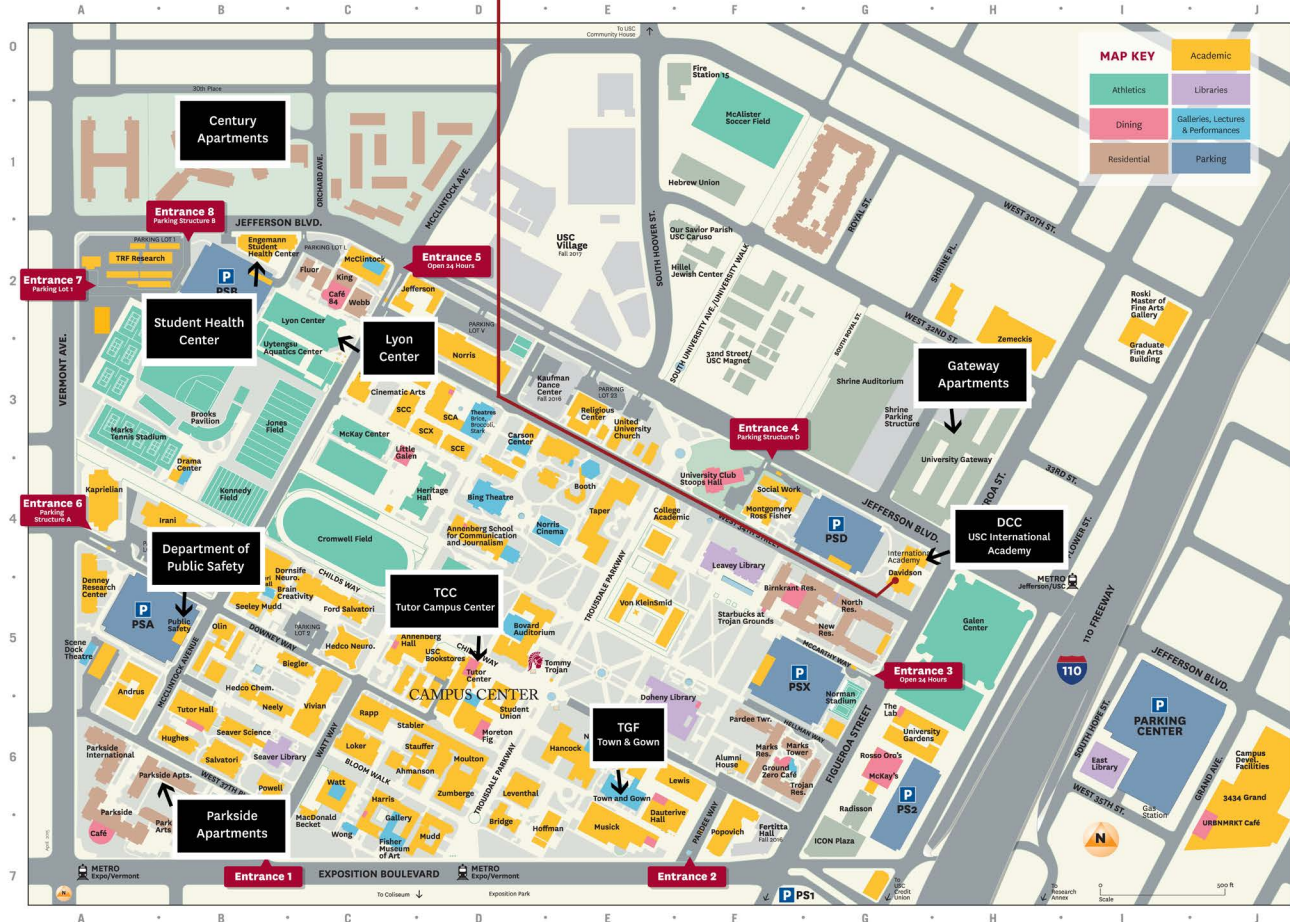 A B C D E F G H I J
0
1
2
3
4
5
6
7
To USC
Community House
MAP KEY
Academic
Athletics
Libraries
Dining
Galleries, Lectures
& Performances
Residential
Parking
30th Place
Century
Apartments
ORCHARD AVE.
MCCLINTOCK AVE.
Fire
Station 15
McAlister
Soccer Field
Hebrew Union
ROYAL ST.
WEST 30TH ST.
SHRINE PL.
Entrance 8
Parking Structure B
JEFFERSON BLVD.
PARKING LOT 1
TRF Research
Entrance 7
Parking Lot 1
P
PSB
Engemann
Student
Health Center
PARKING LOT L
Fluor
McClintock
King
Café
84
Webb
Entrance 5
Open 24 Hours
Jefferson
USC
Village
Fall 2017
SOUTH HOOVER ST.
Our Savior Parish
USC Caruso
Hillel
Jewish Center
SOUTH UNIVERSITY AVE./UNIVERSITY WALK
SOUTH ROYAL ST.
WEST 32ND ST.
Zemeckis
Roski
Master of
Fine Arts
Gallery
Graduate
Fine Arts
Building
VERMONT AVE.
Student Health
Center
Lyon Center
Uytengsu
Aquatics Center
Lyon
Center
PARKING
LOT V
Norris
32nd Street/
USC Magnet
Shrine Auditorium
Gateway
Apartments
Shrine
Parking
Structure
University Gateway
Kaufman
Dance
Center
Fall 2016
PARKING
LOT 23
Religious
Center
United
University
Church
Brooks
Pavilion
Marks
Tennis Stadium
Jones
Field
Cinematic Arts
SCC
SCA
SCX
SCE
Theatres
Brice,
Broccoli,
Stark
Carson
Center
McKay Center
Little
Galen
Entrance 4
Parking Structure D
33RD ST.
Drama
Center
Kaprielian
Kennedy
Field
Heritage
Hall
Bing Theatre
Booth
University Club
Stoops Hall
Social Work
Montgomery
Ross Fisher
JEFFERSON BLVD.
Entrance 6
Parking
Structure A
Irani
Cromwell Field
Annenberg School
for Communication
and Journalism
Norris
Cinema
Taper
College
Academic
P
PSD
DCC
USC International
Academy
International
Academy
Davidson
METRO
Jefferson/USC
Department of
Public Safety
Denney
Research
Center
Dornsife
Neuro.
Brain
Creativity
Seeley Mudd
CHILDS WAY
Ford Salvatori
TCC
Tutor Campus Center
TROUSDALE PARKWAY
Von KleinSmid
Leavey Library
Birnkrant Res.
North
Res.
Starbucks at
Trojan Grounds
New
Res.
Galen
Center
110 FREEWAY
P
PSA
Public
Safety
Olin
DOWNEY WAY
PARKING
LOT S
Hedco Neuro.
Annenberg
Hall
USC
Bookstores
Bovard
Auditorium
Tutor
Center
Tommy
Trojan
MCCARTHY WAY
Scene
Dock
Theatre
Biegler
CAMPUS CENTER
Doheny Library
P
PSX
Entrance 3
Open 24 Hours
110
JEFFERSON BLVD.
Andrus
MCCLINTOCK AVENUE
Hedco Chem.
Tutor Hall
Neely
Vivian
Rapp
Stabler
Student
Union
Norman
Stadium
The
Lab
SOUTH HOPE ST.
P
PARKING
CENTER
Hughes
Seaver Science
WATT WAY
Moreton
Fig
TGF
Town & Gown
Pardee Twr.
HELLMAN WAY
FIGUEROA STREET
University
Gardens
Parkside
International
Salvatori
Seaver Library
Loker
Stauffer
Moulton
Hancock
Alumni
House
Marks
Res.
Marks
Tower
Ground
Zero Café
Trojan
Res.
Rosso Oro's
McKay's
East
Library
Campus
Devel.
Facilities
Parkside Apts.
Powell
BLOOM WALK
Watt
Ahmanson
Zumberge
TROUSDALE PARKWAY
Leventhal
Town and Gown
Lewis
Radisson
P
PS2
WEST 35TH ST.
GRAND AVE.
3434 Grand
Parkside
Parkside
Apartments
MacDonald
Becket
Harris
Gallery
Wong
Fisher
Museum
of Art
Mudd
Bridge
Hoffman
Musick
Dauterive
Hall
PARDEE WAY
Popovich
Fertitta
Hall
Fall 2016
ICON Plaza
Gas
Station
URBNMRKT Café
Café
April 2015
METRO
Expo/Vermont
Entrance 1
EXPOSITION BOULEVARD
METRO
Expo/Vermont
Entrance 2
N
N
To Coliseum
Exposition Park
P PS1
To
USC
Credit
Union
To
Research
Annex
0 500 ft
Scale
A B C D E F G H I J